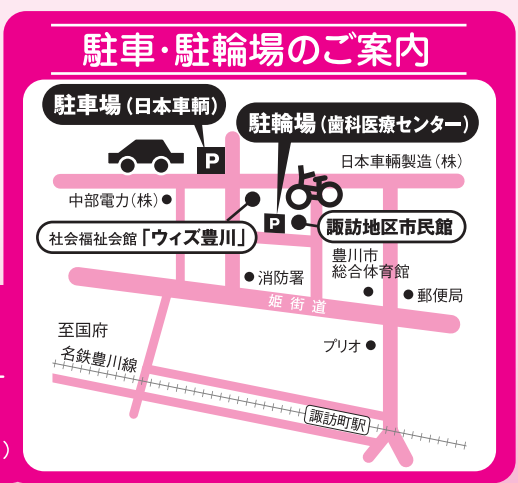 駐車・駐輪場のご案内
駐車場（日本車輌）
駐輪場（歯科医療センター）
P
日本車輌製造（株）
中部電力（株）
P
諏訪地区市民館
社会福祉会館「ウィズ豊川」
豊川市
総合体育館
消防署
郵便局
姫街道
至国府
プリオ
名鉄豊川線
諏訪町駅
）